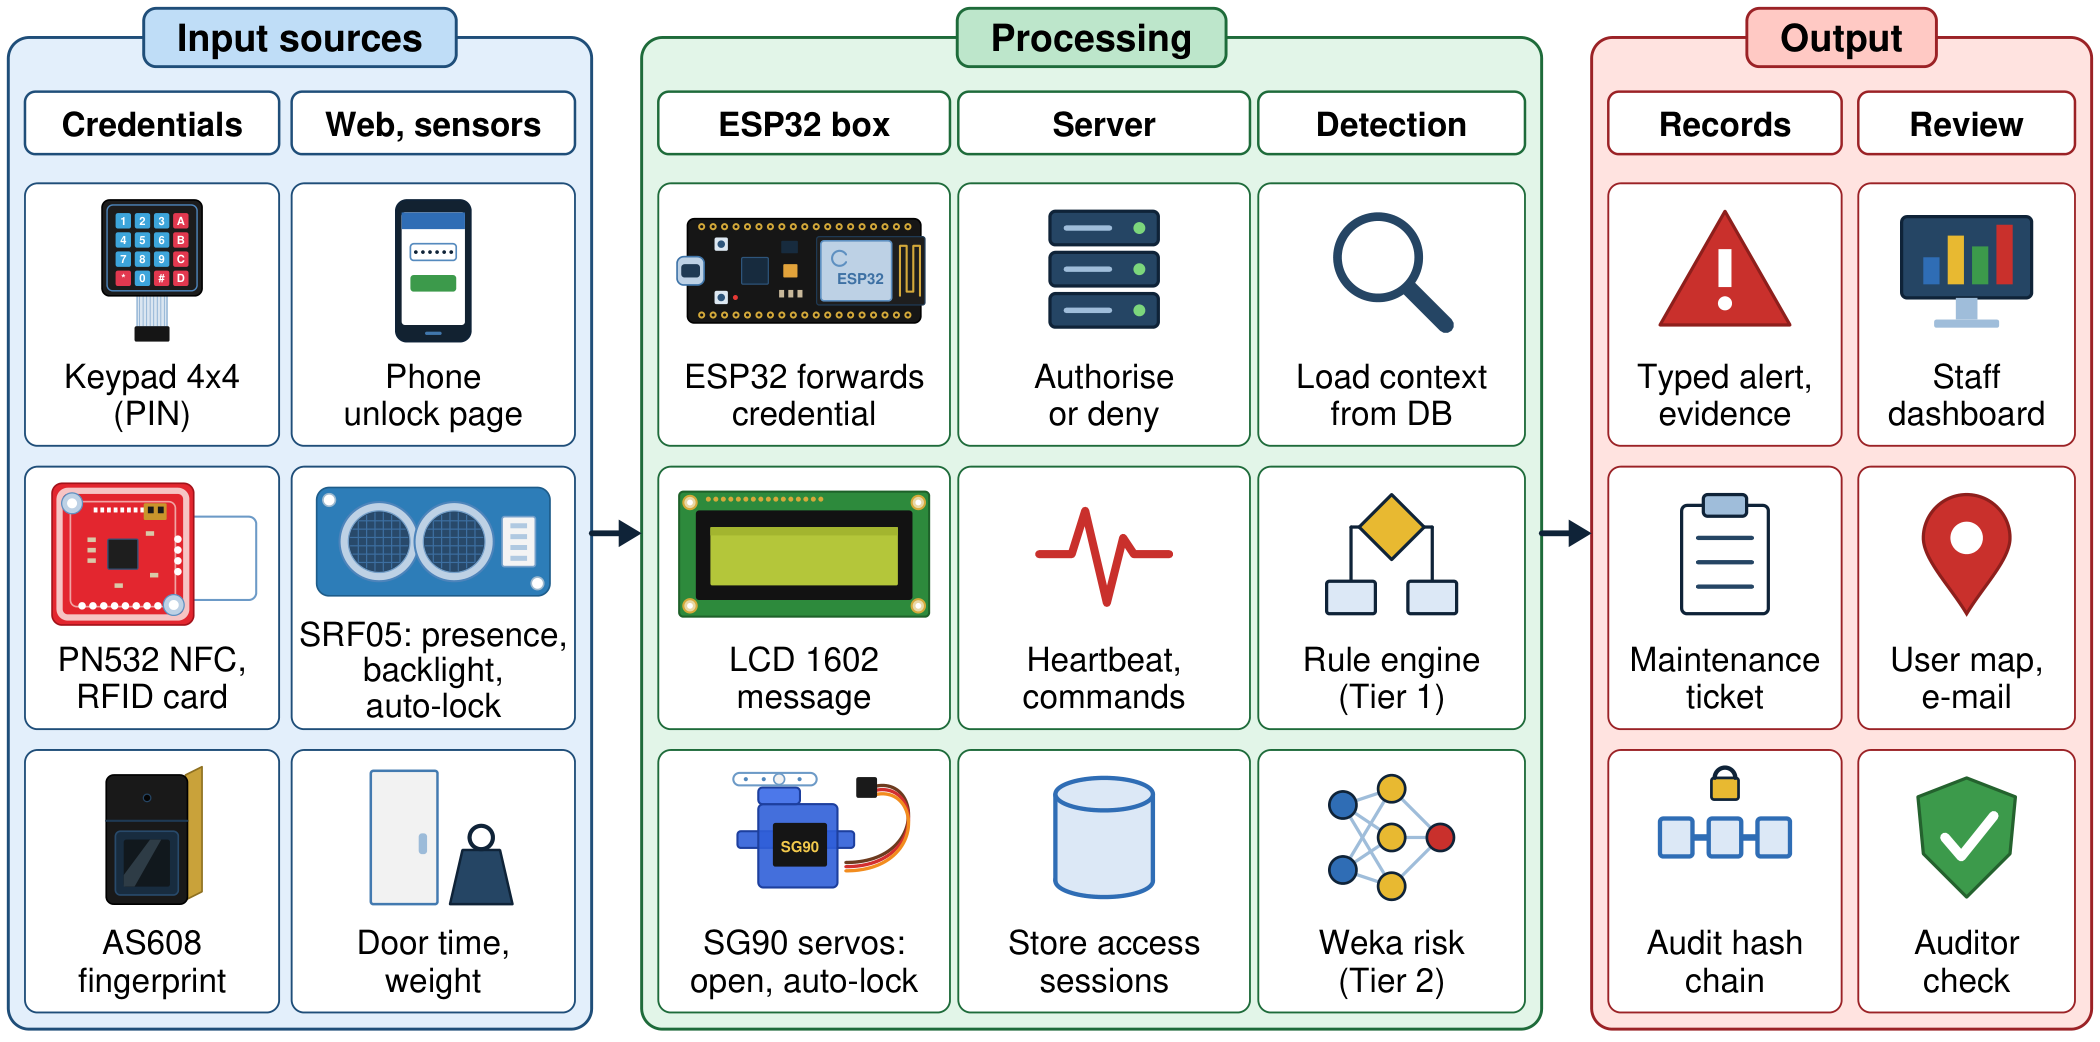 Input sources
Credentials
Web, sensors
1 2 3 A
4 5 6 B
7 8 9 C
* 0 # D
Keypad 4x4
(PIN)
Phone
unlock page
PN532 NFC,
RFID card
SRF05: presence,
backlight,
auto-lock
AS608
fingerprint
Door time,
weight
Processing
ESP32 box
Server
Detection
ESP32
ESP32 forwards
credential
Authorise
or deny
Load context
from DB
LCD 1602
message
Heartbeat,
commands
Rule engine
(Tier 1)
SG90
SG90 servos:
open, auto-lock
Store access
sessions
Weka risk
(Tier 2)
Output
Records
Review
Typed alert,
evidence
Staff
dashboard
Maintenance
ticket
User map,
e-mail
Audit hash
chain
Auditor
check